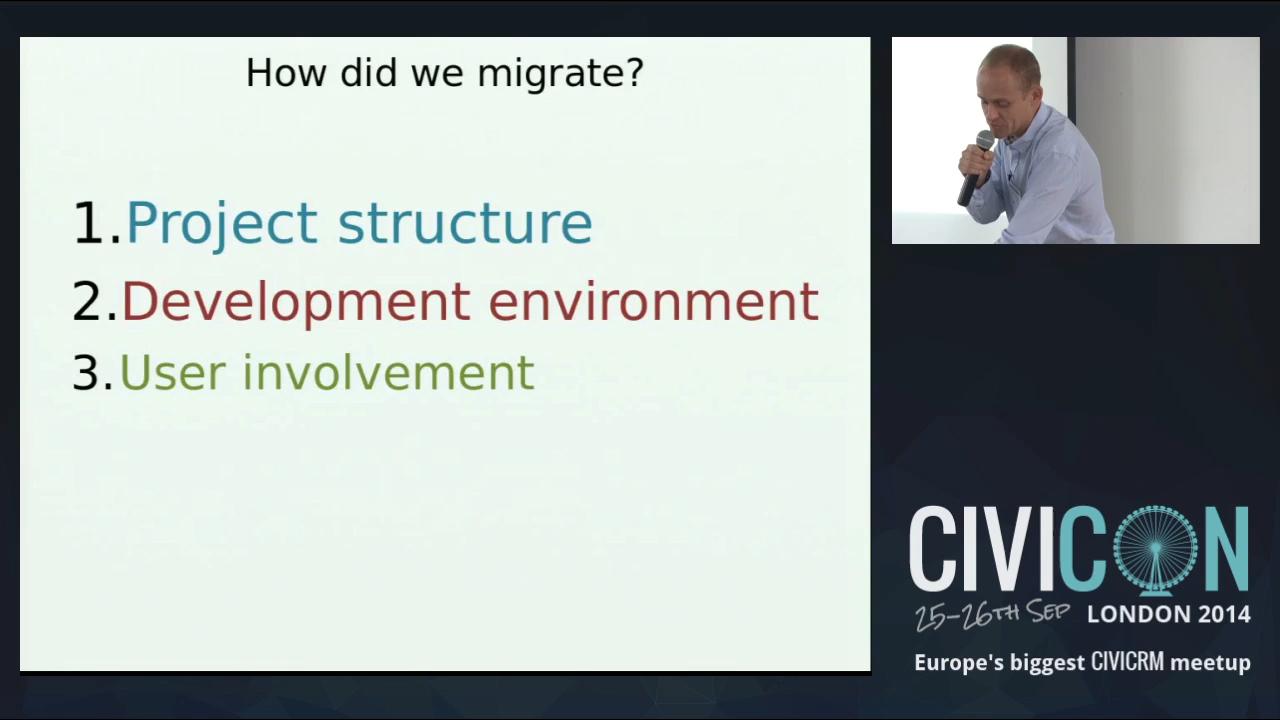 How did we migrate?
1.Project structure
2.Development environment
3.User involvement
CIVICON
25-26TH SEP LONDON 2014
Europe's biggest CIVICRM meetup